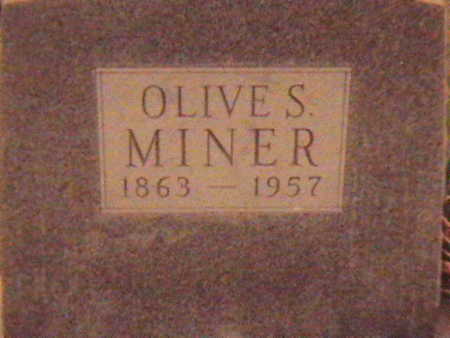 OLIVE S.
MINER
1863 — 1957